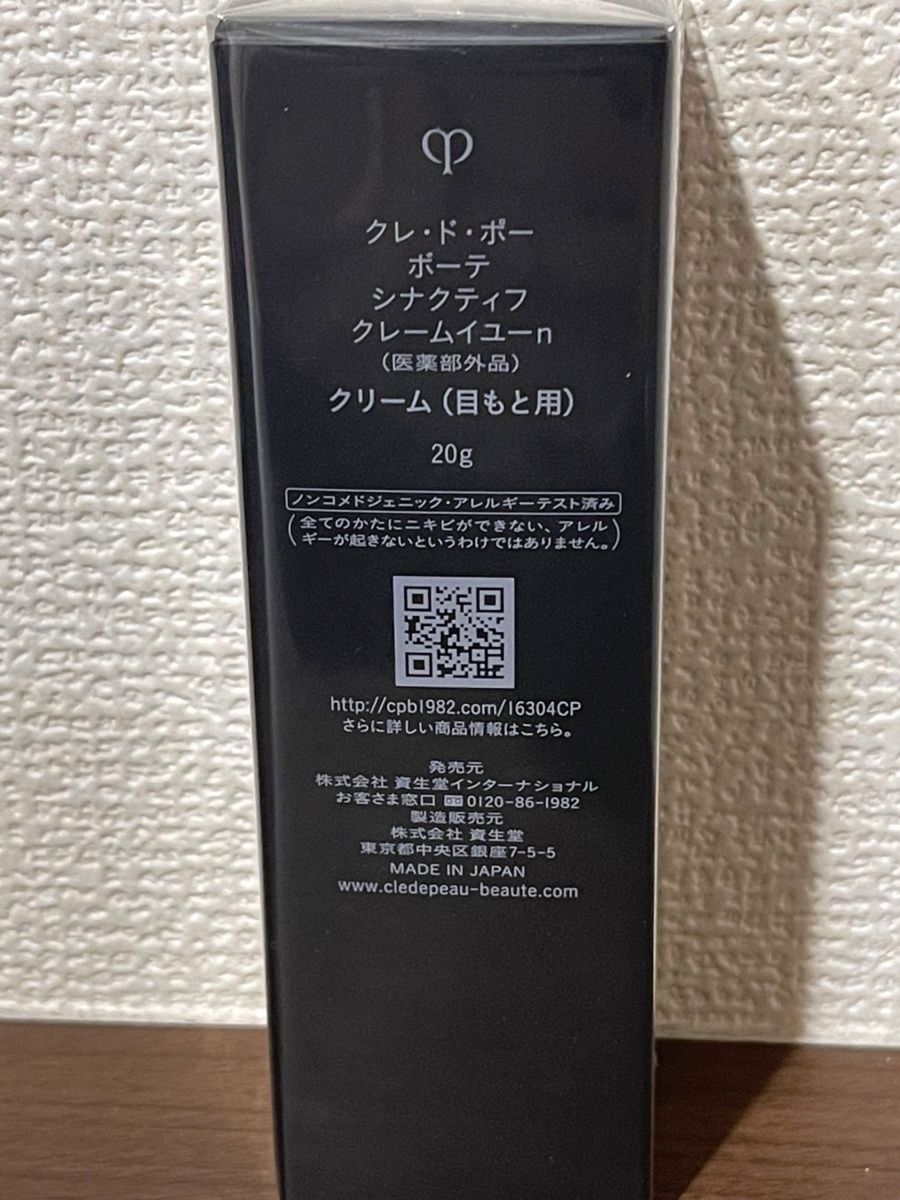 クレ・ド・ポー
ボーテ
シナクティフ
クレームイユーn
(医薬部外品)
クリーム(目もと用)
20g
ノンコメドジェニック・アレルギーテスト済み
(全てのかたにニキビができない、アレル
ギーが起きないというわけではありません。)
http://cpb1982.com/16304CP
さらに詳しい商品情報はこちら。
発売元
株式会社 資生堂インターナショナル
お客さま窓口 0120-86-1982
製造販売元
株式会社 資生堂
東京都中央区銀座7-5-5
MADE IN JAPAN
www.cledepeau-beaute.com